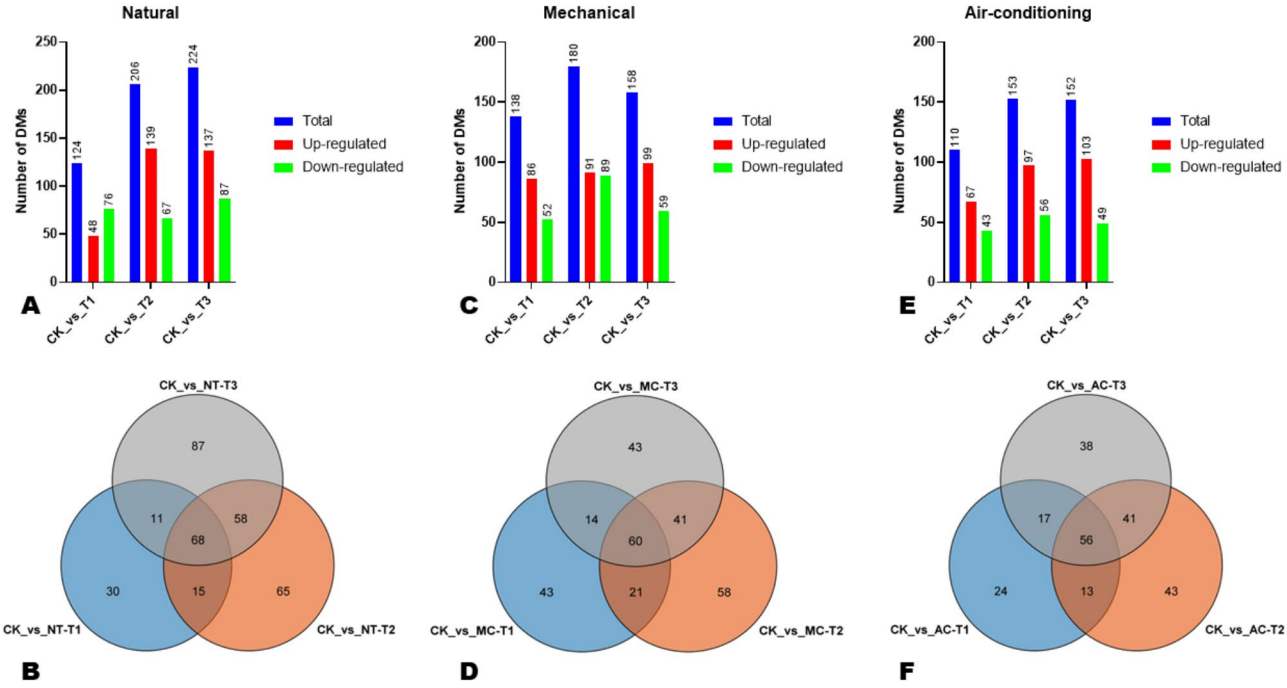 Natural
Number of DMs
250
200
150
100
50
0
124
48
76
206
139
67
224
137
87
CK_vs_T1
CK_vs_T2
CK_vs_T3
Total
Up-regulated
Down-regulated
A
Mechanical
Number of DMs
200
150
100
50
0
138
86
52
180
91
89
158
99
59
CK_vs_T1
CK_vs_T2
CK_vs_T3
Total
Up-regulated
Down-regulated
C
Air-conditioning
Number of DMs
200
150
100
50
0
110
67
43
153
97
56
152
103
49
CK_vs_T1
CK_vs_T2
CK_vs_T3
Total
Up-regulated
Down-regulated
E
CK_vs_NT-T3
87
11
58
68
30
15
65
CK_vs_NT-T1
CK_vs_NT-T2
B
CK_vs_MC-T3
43
14
41
60
43
21
58
CK_vs_MC-T1
CK_vs_MC-T2
D
CK_vs_AC-T3
38
17
41
56
24
13
43
CK_vs_AC-T1
CK_vs_AC-T2
F